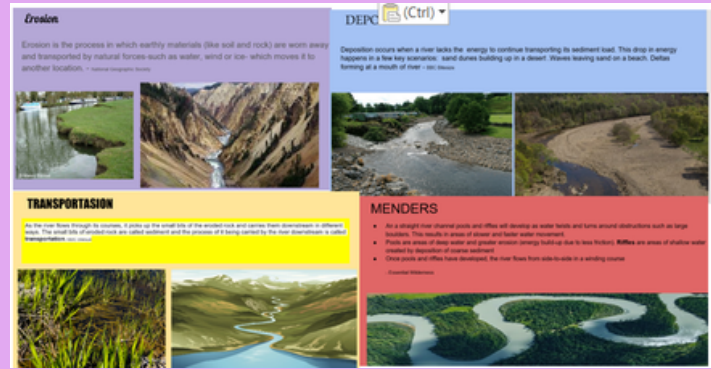 Erosion
Erosion is the process in which earthly materials (like soil and rock) are worn away
and transported by natural forces-such as water, wind or ice- which moves it to
another location. - National Geographic Society
DEPO
(Ctrl)
Deposition occurs when a river lacks the energy to continue transporting its sediment load. This drop in energy
happens in a few key scenarios: sand dunes building up in a desert. Waves leaving sand on a beach. Deltas
forming at a mouth of river - BBC Bitesize
TRANSPORTASION
As the river flows through its courses, it picks up the small bits of the eroded rock and carries them downstream in different
ways. The small bits of eroded rock are called sediment and the process of it being carried by the river downstream is called
transportation. BBC Bitesize
MENDERS
As a straight river channel pools and riffles will develop as water twists and turns around obstructions such as large
boulders. This results in areas of slower and faster water movement.
Pools are areas of deep water and greater erosion (energy build-up due to less friction). Riffles are areas of shallow water
created by deposition of coarse sediment
Once pools and riffles have developed, the river flows from side-to-side in a winding course